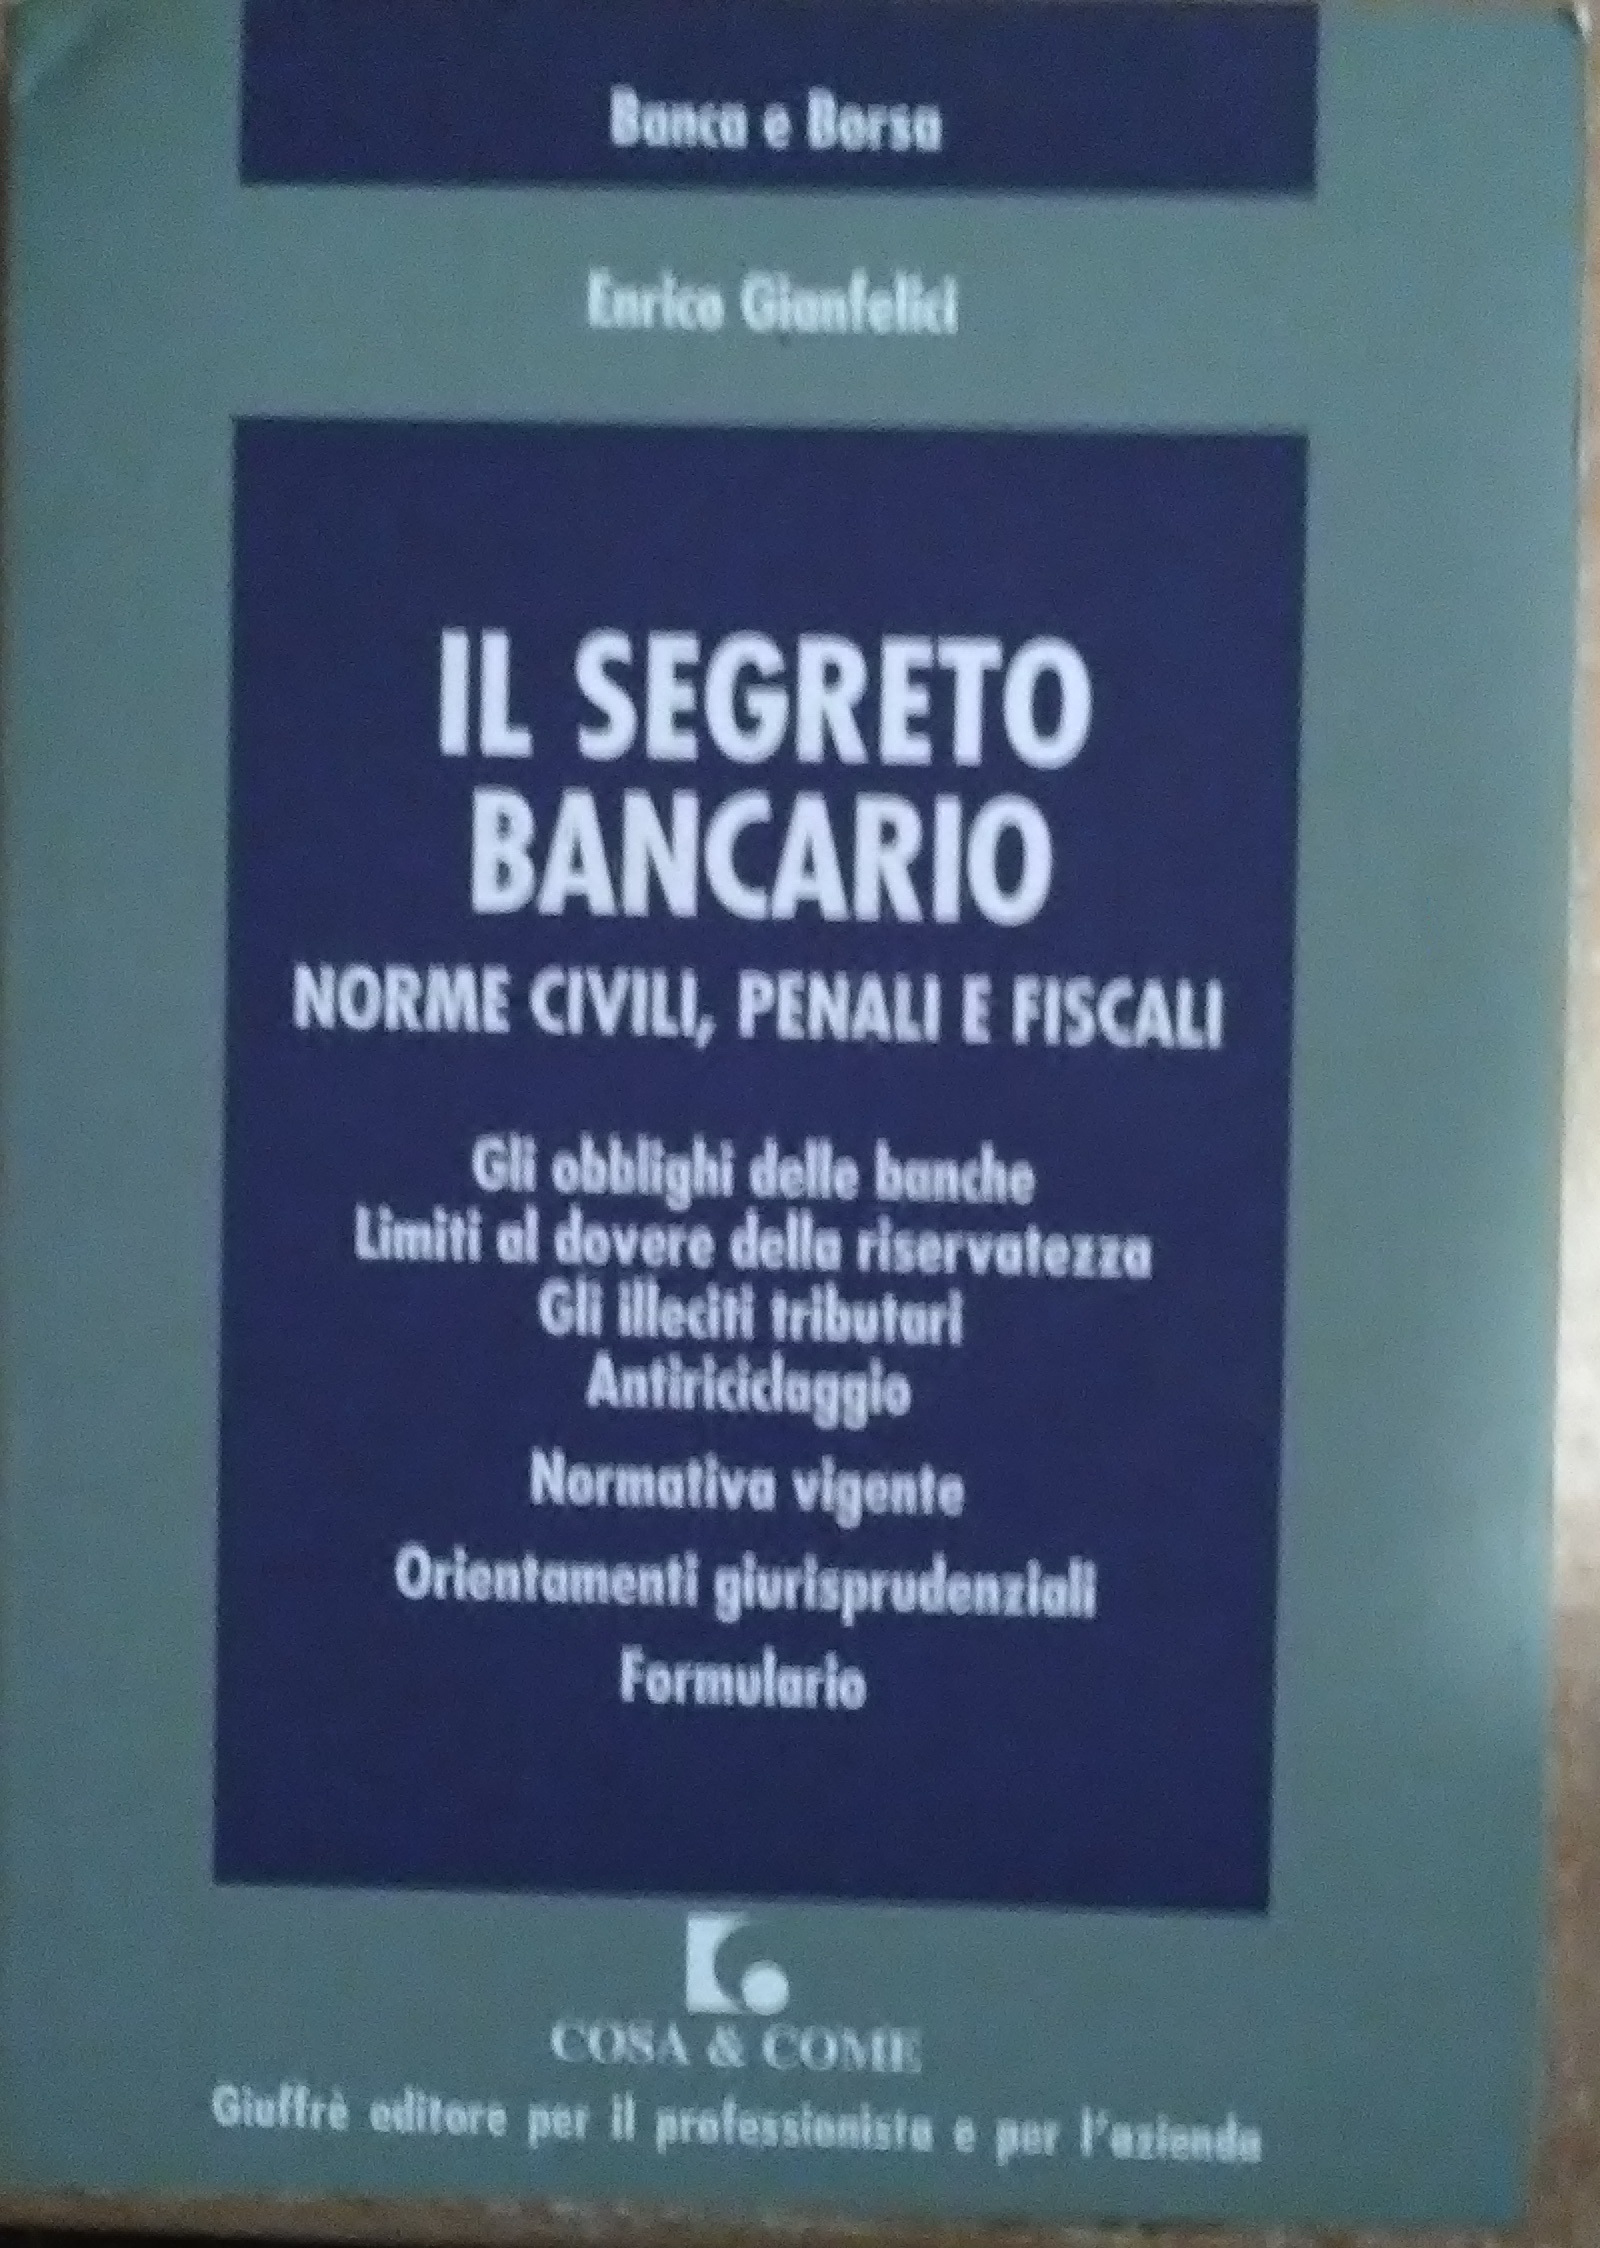 Banca e Borsa
Enrico Gianfelici
IL SEGRETO
BANCARIO
NORME CIVILI, PENALI E FISCALI
Gli obblighi delle banche
Limiti al dovere della riservatezza
Gli illeciti tributari
Antiriciclaggio
Normativa vigente
Orientamenti giurisprudenziali
Formulario
COSA & COME
Giuffrè editore per il professionista e per l'azienda